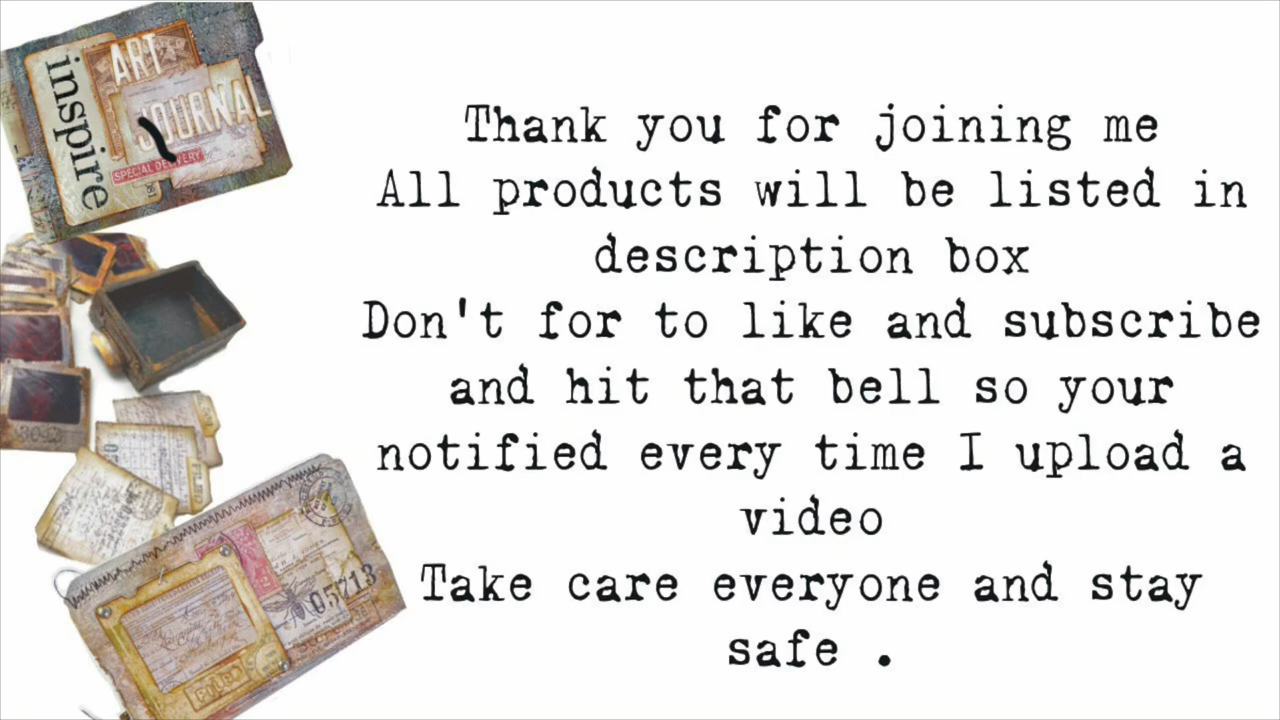 inspire
ART
JOURNAL
SPECIAL DELIVERY
Thank you for joining me
All products will be listed in
description box
Don't for to like and subscribe
and hit that bell so your
notified every time I upload a
video
Take care everyone and stay
safe .
05713
FILED